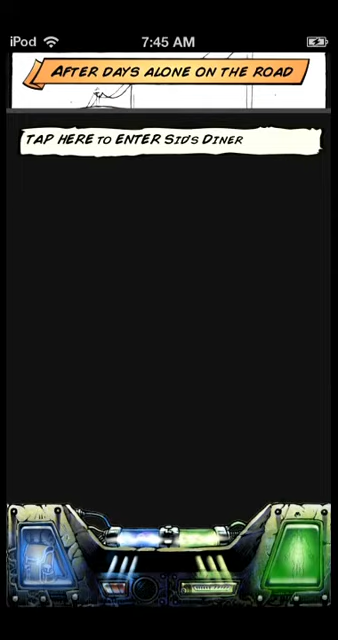 iPod 7:45 AM
AFTER DAYS ALONE ON THE ROAD
TAP HERE TO ENTER SID'S DINER